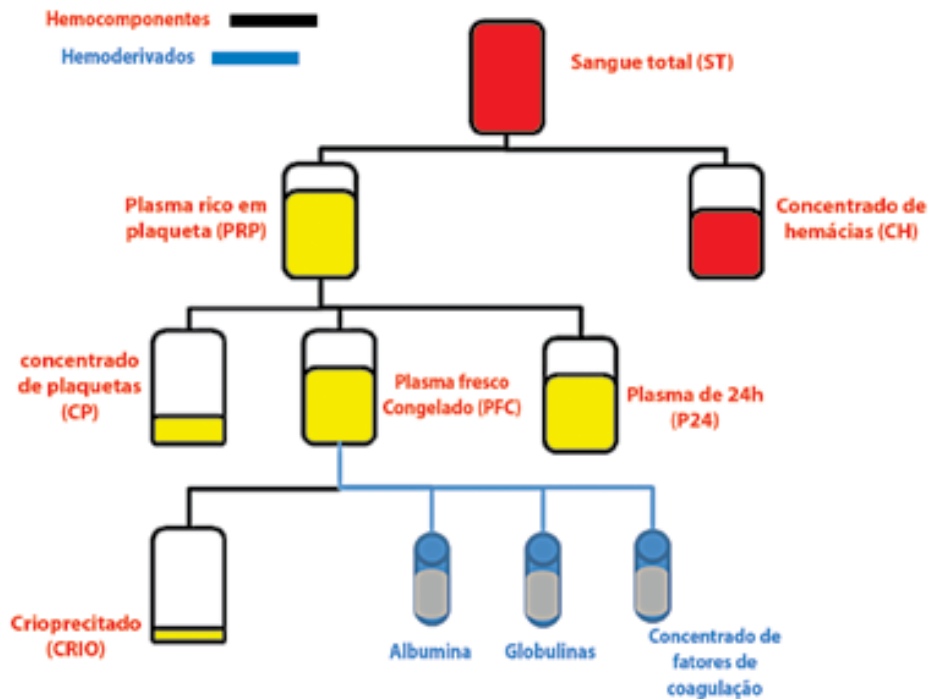 Hemocomponentes
Hemoderivados
Sangue total (ST)
Plasma rico em
plaqueta (PRP)
Concentrado de
hemácias (CH)
concentrado
de plaquetas
(CP)
Plasma fresco
Congelado (PFC)
Plasma de 24h
(P24)
Crioprecitado
(CRIO)
Albumina
Globulinas
Concentrado de
fatores de
coagulação